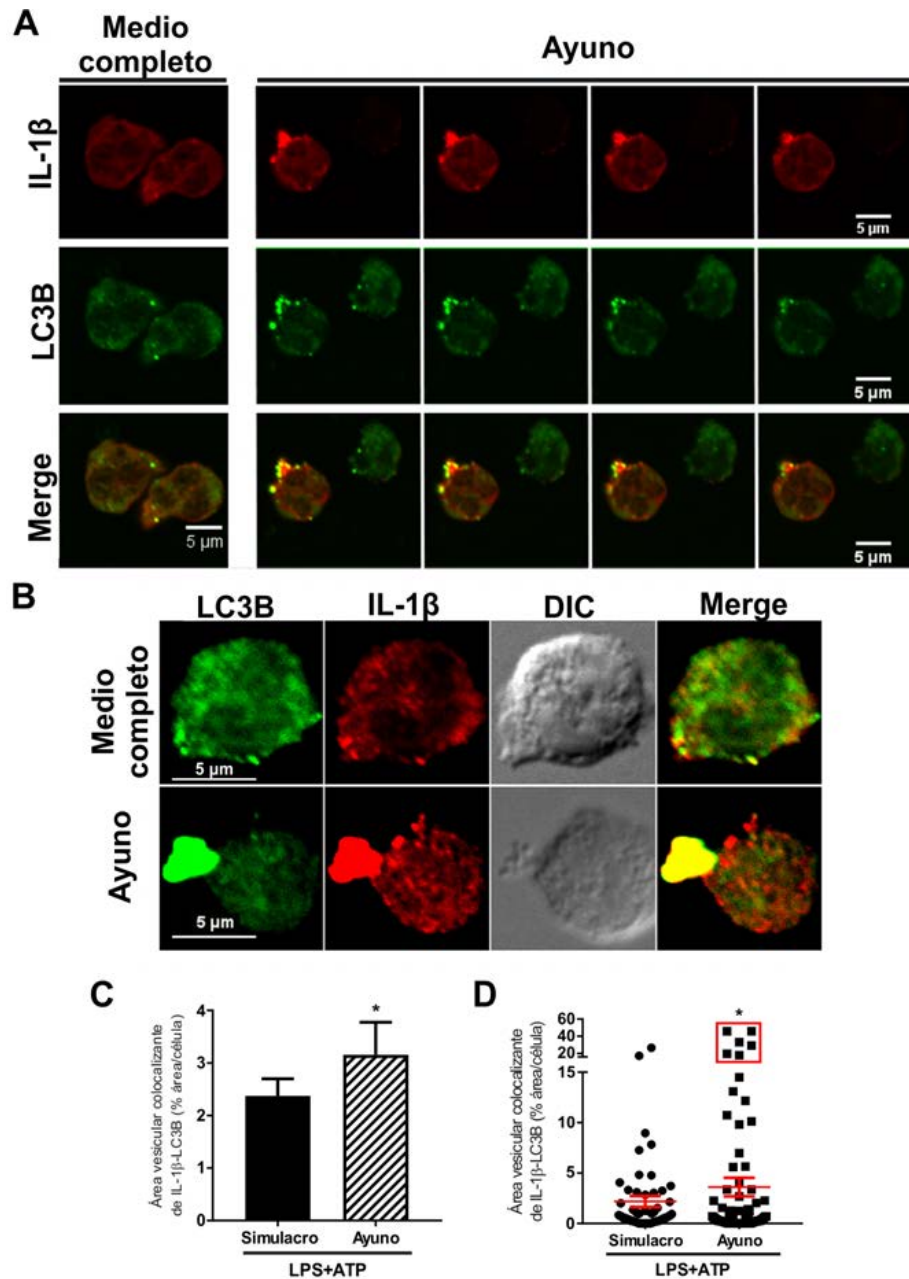 A
Medio
completo
Ayuno
IL-1β
5 µm
LC3B
5 µm
Merge
5 µm
5 µm
B
LC3B
IL-1β
DIC
Merge
Medio
completo
5 µm
Ayuno
5 µm
C
Área vesicular colocalizante
de IL-1β-LC3B (% área/célula)
4
3
2
1
0
*
Simulacro
Ayuno
LPS+ATP
D
Área vesicular colocalizante
de IL-1β-LC3B (% área/célula)
60
40
20
15
10
5
0
*
Simulacro
Ayuno
LPS+ATP